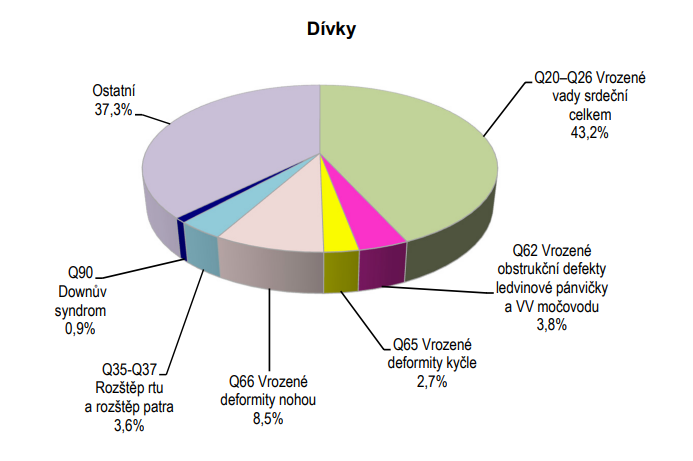 Dívky
Ostatní
37,3%
Q20–Q26 Vrozené
vady srdeční
celkem
43,2%
Q62 Vrozené
obstrukční defekty
ledvinové pánvičky
a VV močovodu
3,8%
Q65 Vrozené
deformity kyčle
2,7%
Q66 Vrozené
deformity nohou
8,5%
Q35-Q37
Rozštěp rtu
a rozštěp patra
3,6%
Q90
Downův
syndrom
0,9%